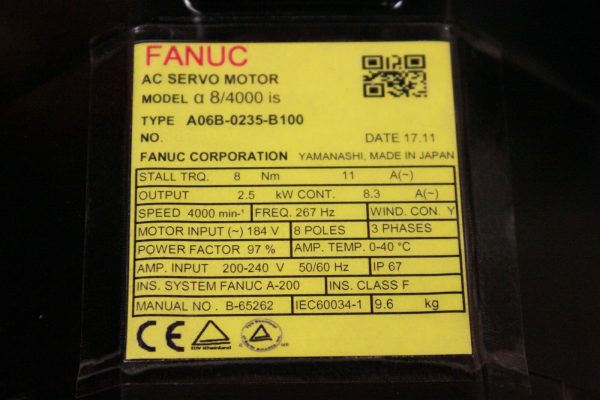 FANUC
AC SERVO MOTOR
MODEL α 8/4000 is
TYPE A06B-0235-B100
NO. DATE 17.11
FANUC CORPORATION YAMANASHI, MADE IN JAPAN
STALL TRQ. 8 Nm 11 A(~)
OUTPUT 2.5 kW CONT. 8.3 A(~)
SPEED 4000 min-¹ FREQ. 267 Hz WIND. CON. Y
MOTOR INPUT (~) 184 V 8 POLES 3 PHASES
POWER FACTOR 97 % AMP. TEMP. 0-40 °C
AMP. INPUT 200-240 V 50/60 Hz IP 67
INS. SYSTEM FANUC A-200 INS. CLASS F
MANUAL NO. B-65262 IEC60034-1 9.6 kg
CE TÜV Rheinland